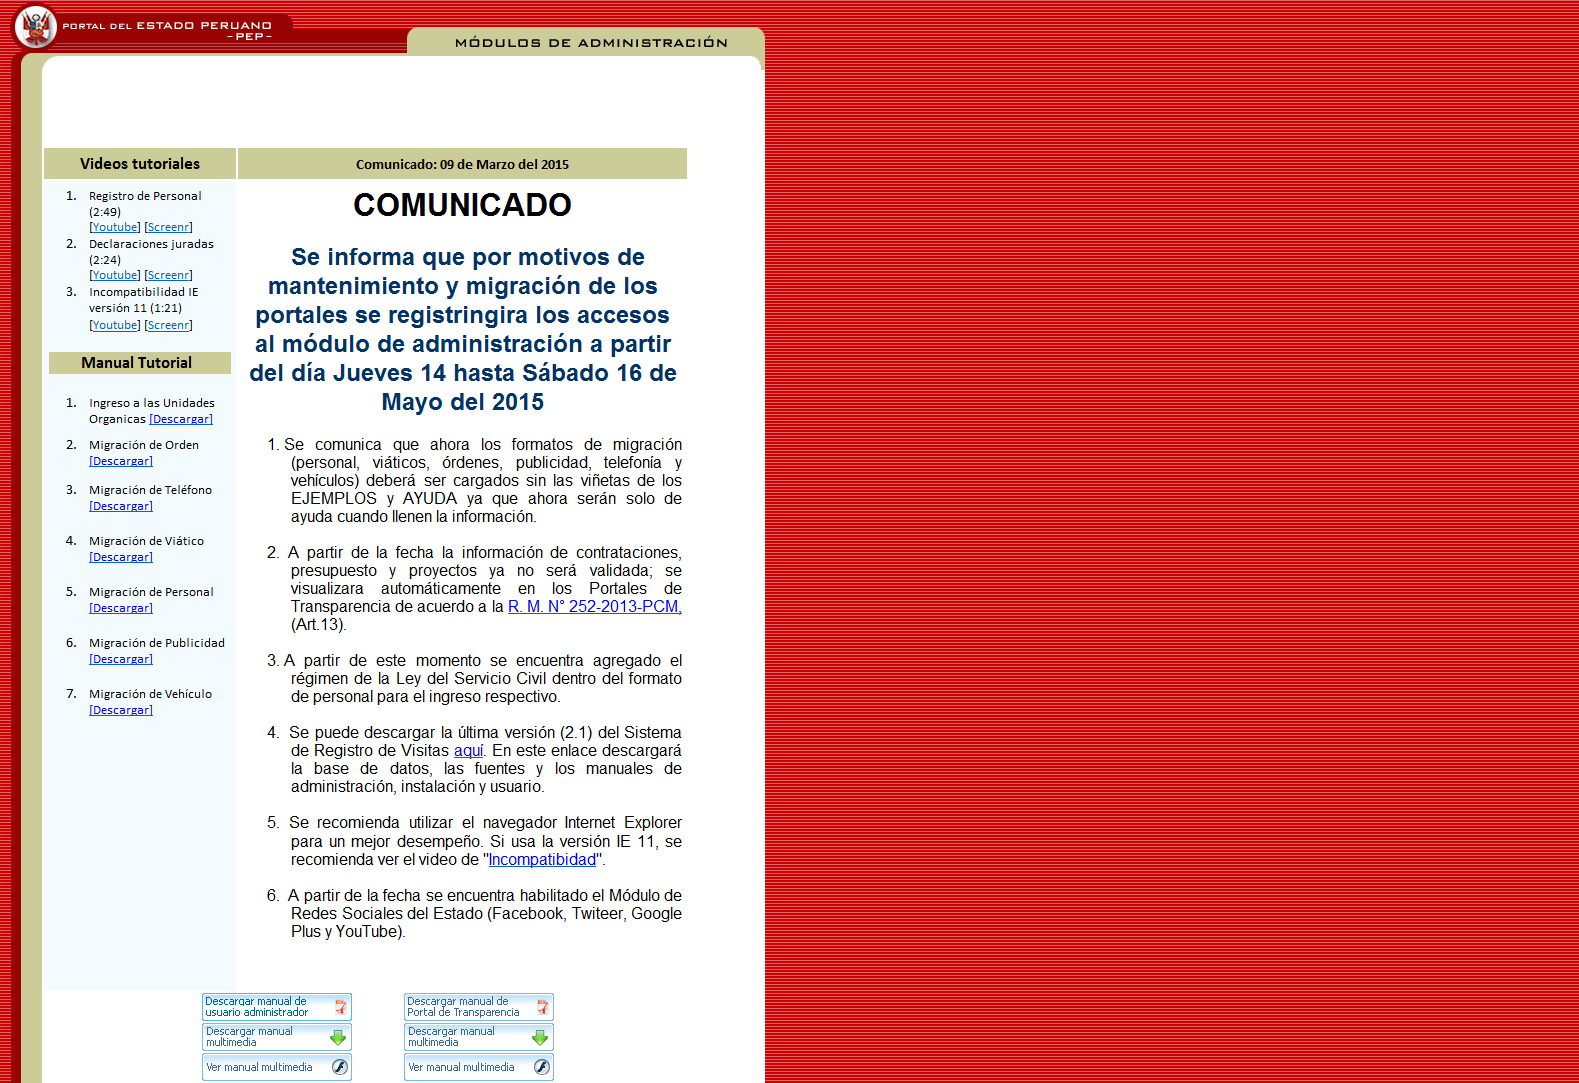 PORTAL DEL ESTADO PERUANO
-PEP-
MÓDULOS DE ADMINISTRACIÓN
Videos tutoriales
1. Registro de Personal
(2:49)
[Youtube] [Screenr]
2. Declaraciones juradas
(2:24)
[Youtube] [Screenr]
3. Incompatibilidad IE
versión 11 (1:21)
[Youtube] [Screenr]
Manual Tutorial
1. Ingreso a las Unidades
Organicas [Descargar]
2. Migración de Orden
[Descargar]
3. Migración de Teléfono
[Descargar]
4. Migración de Viático
[Descargar]
5. Migración de Personal
[Descargar]
6. Migración de Publicidad
[Descargar]
7. Migración de Vehículo
[Descargar]
Comunicado: 09 de Marzo del 2015
COMUNICADO
Se informa que por motivos de
mantenimiento y migración de los
portales se registringira los accesos
al módulo de administración a partir
del día Jueves 14 hasta Sábado 16 de
Mayo del 2015
1. Se comunica que ahora los formatos de migración
(personal, viáticos, órdenes, publicidad, telefonía y
vehículos) deberá ser cargados sin las viñetas de los
EJEMPLOS y AYUDA ya que ahora serán solo de
ayuda cuando llenen la información.
2. A partir de la fecha la información de contrataciones,
presupuesto y proyectos ya no será validada; se
visualizara automáticamente en los Portales de
Transparencia de acuerdo a la R. M. N° 252-2013-PCM,
(Art.13).
3. A partir de este momento se encuentra agregado el
régimen de la Ley del Servicio Civil dentro del formato
de personal para el ingreso respectivo.
4. Se puede descargar la última versión (2.1) del Sistema
de Registro de Visitas aquí. En este enlace descargará
la base de datos, las fuentes y los manuales de
administración, instalación y usuario.
5. Se recomienda utilizar el navegador Internet Explorer
para un mejor desempeño. Si usa la versión IE 11, se
recomienda ver el video de "Incompatibidad".
6. A partir de la fecha se encuentra habilitado el Módulo de
Redes Sociales del Estado (Facebook, Twiteer, Google
Plus y YouTube).
Descargar manual de
usuario administrador
Descargar manual
multimedia
Ver manual multimedia
Descargar manual de
Portal de Transparencia
Descargar manual
multimedia
Ver manual multimedia